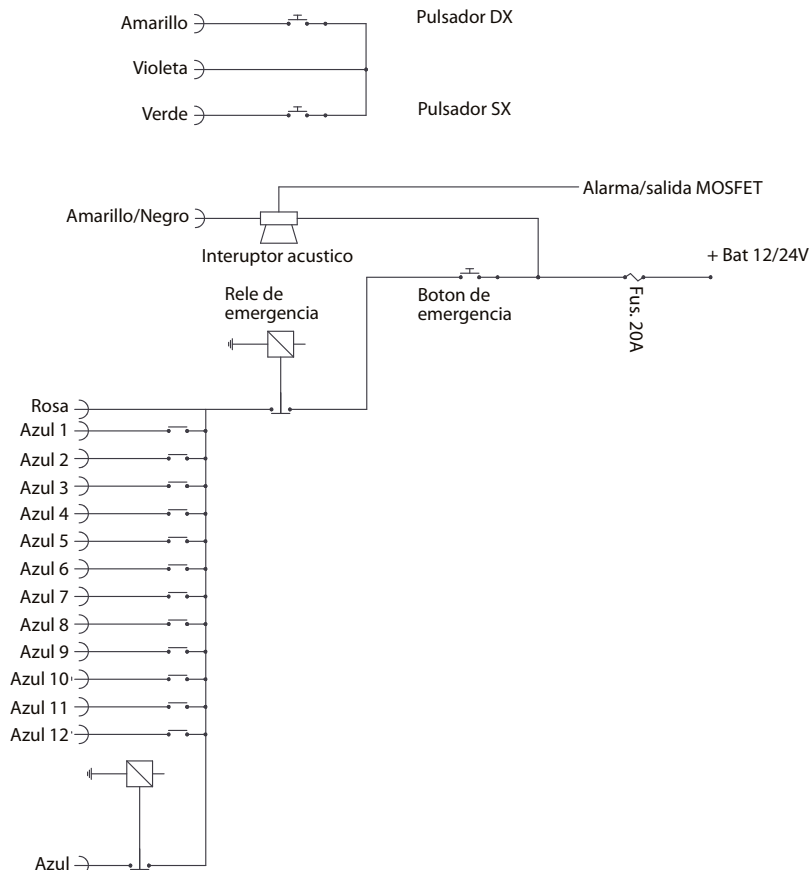 Amarillo
Pulsador DX
Violeta
Verde
Pulsador SX
Alarma/salida MOSFET
Amarillo/Negro
Interuptor acustico
+ Bat 12/24V
Rele de
emergencia
Boton de
emergencia
Fus. 20A
Rosa
Azul 1
Azul 2
Azul 3
Azul 4
Azul 5
Azul 6
Azul 7
Azul 8
Azul 9
Azul 10
Azul 11
Azul 12
Azul